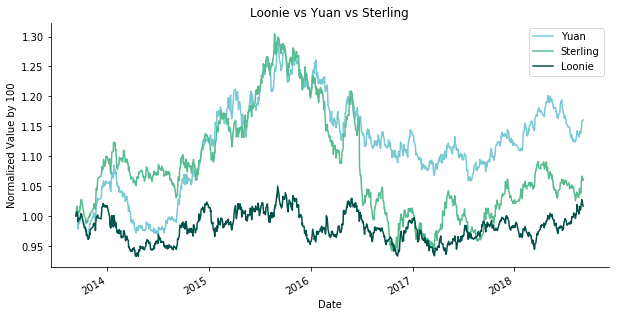 Loonie vs Yuan vs Sterling
Yuan
Sterling
Loonie
Normalized Value by 100
1.30
1.25
1.20
1.15
1.10
1.05
1.00
0.95
2014
2015
2016
2017
2018
Date